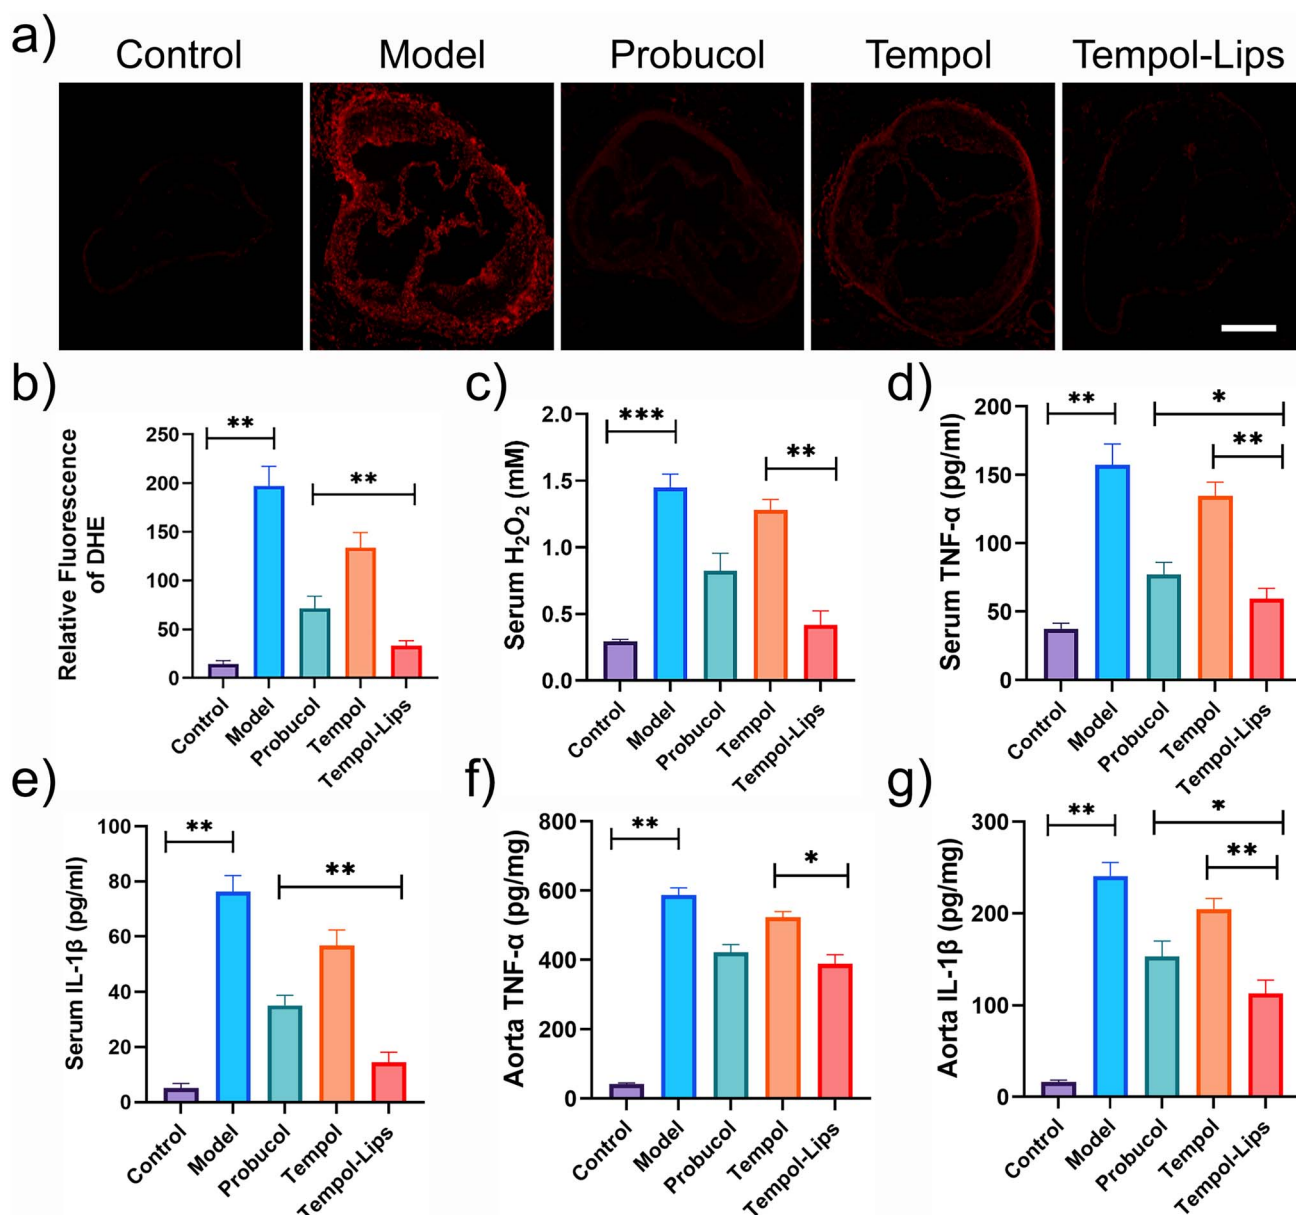 a)
Control Model Probucol Tempol Tempol-Lips
b)
Relative Fluorescence
of DHE
250
200
150
100
50
0
**
**
Control Model Probucol Tempol Tempol-Lips
c)
Serum H₂O₂ (mM)
2.0
1.5
1.0
0.5
0.0
***
**
Control Model Probucol Tempol Tempol-Lips
d)
Serum TNF-α (pg/ml)
200
150
100
50
0
**
*
**
Control Model Probucol Tempol Tempol-Lips
e)
Serum IL-1β (pg/ml)
100
80
60
40
20
0
**
**
Control Model Probucol Tempol Tempol-Lips
f)
Aorta TNF-α (pg/mg)
800
600
400
200
0
**
*
Control Model Probucol Tempol Tempol-Lips
g)
Aorta IL-1β (pg/mg)
300
200
100
0
**
*
**
Control Model Probucol Tempol Tempol-Lips